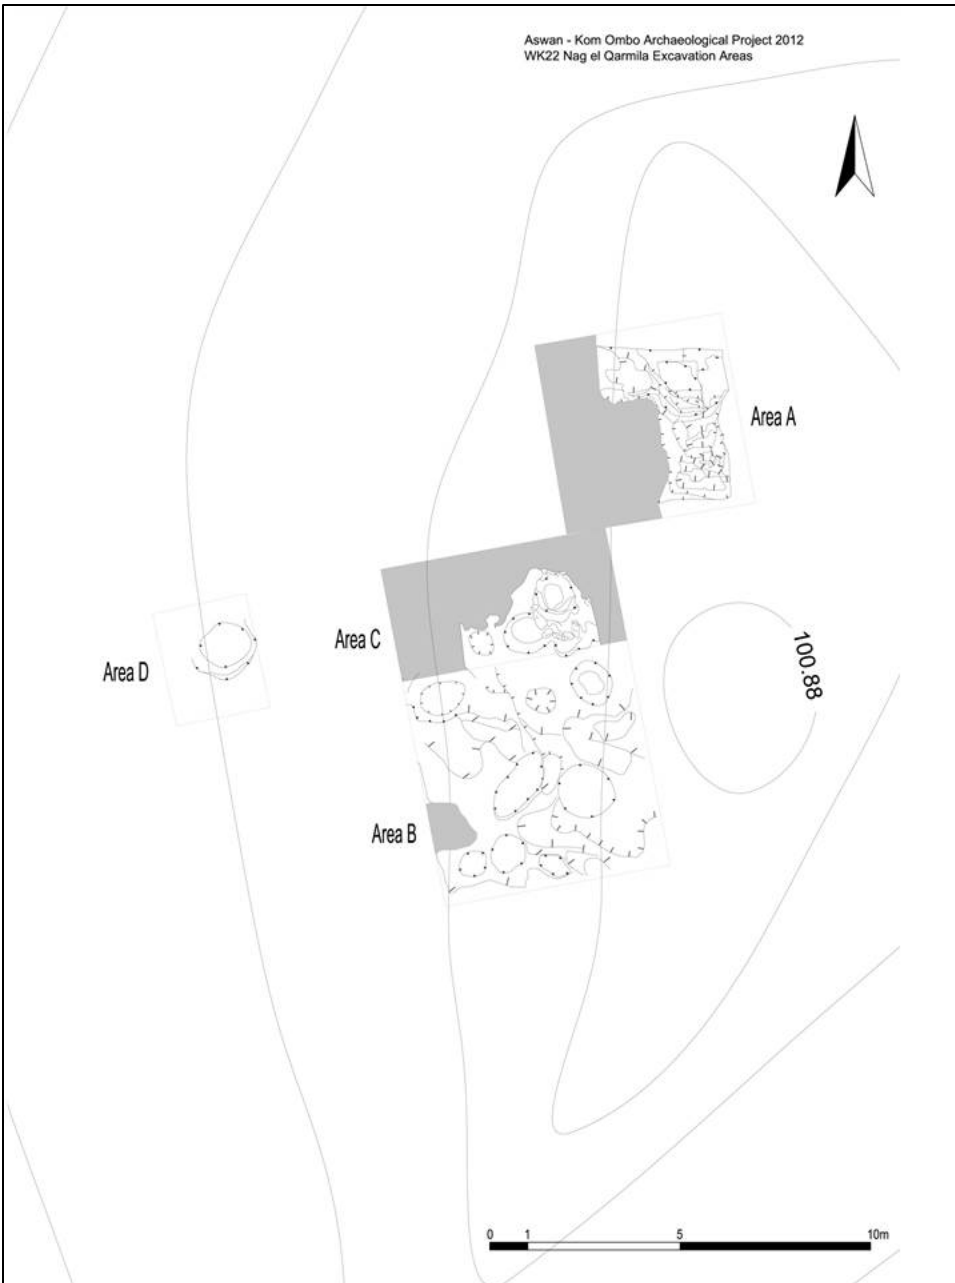 Aswan - Kom Ombo Archaeological Project 2012
WK22 Nag el Qarmila Excavation Areas
Area A
Area C
Area D
100.88
Area B
0 1 5 10m